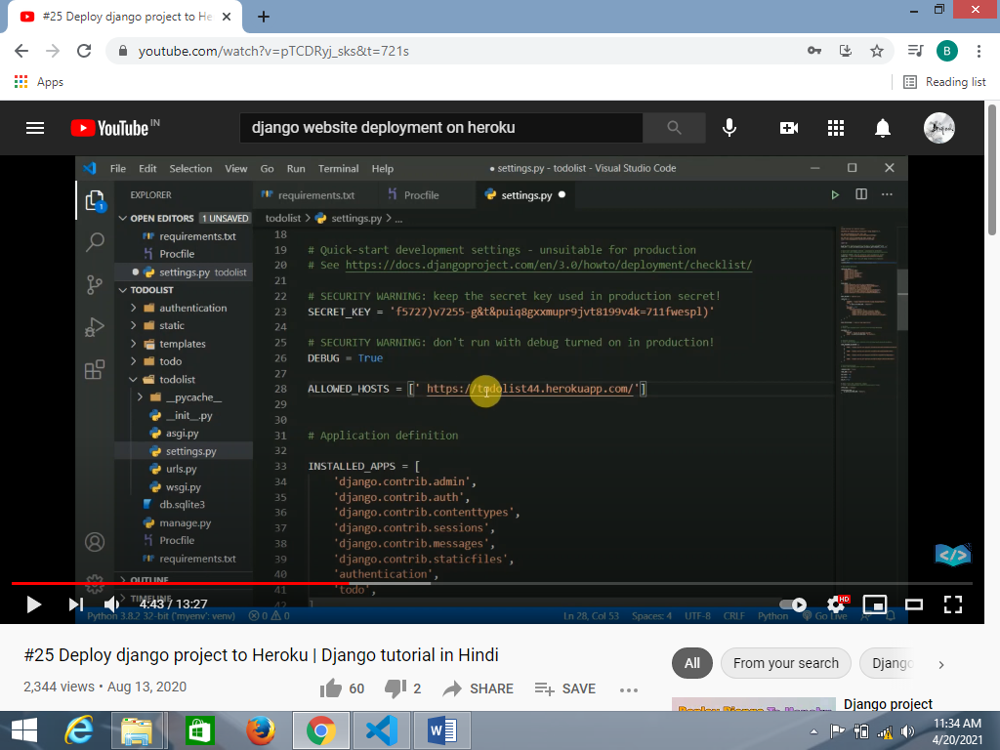 #25 Deploy django project to He
youtube.com/watch?v=pTCDRyj_sks&t=721s
B
Apps
Reading list
YouTube IN
django website deployment on heroku
File Edit Selection View Go Run Terminal Help
● settings.py - todolist - Visual Studio Code
EXPLORER
requirements.txt
Procfile
settings.py
OPEN EDITORS 1 UNSAVED
todolist > settings.py > ...
requirements.txt
Procfile
settings.py todolist
TODOLIST
authentication
static
templates
todo
todolist
__pycache__
__init__.py
asgi.py
settings.py
urls.py
wsgi.py
db.sqlite3
manage.py
Procfile
requirements.txt
OUTLINE
TIMELINE
1
18
19 # Quick-start development settings - unsuitable for production
20 # See https://docs.djangoproject.com/en/3.0/howto/deployment/checklist/
21
22 # SECURITY WARNING: keep the secret key used in production secret!
23 SECRET_KEY = 'f5727)v7255-g&t&puiq8gxxmupr9jvt8199v4k=711fwespl)'
24
25 # SECURITY WARNING: don't run with debug turned on in production!
26 DEBUG = True
27
28 ALLOWED_HOSTS = [' https://todolist44.herokuapp.com/']
29
30
31 # Application definition
32
33 INSTALLED_APPS = [
34 'django.contrib.admin',
35 'django.contrib.auth',
36 'django.contrib.contenttypes',
37 'django.contrib.sessions',
38 'django.contrib.messages',
39 'django.contrib.staticfiles',
40 'authentication',
41 'todo',
42 ]
</>
4:43 / 13:27
HD
Python 3.8.2 32-bit ('myenv': venv) 0 0
Ln 28, Col 53 Spaces: 4 UTF-8 CRLF Python Go Live
#25 Deploy django project to Heroku | Django tutorial in Hindi
2,344 views • Aug 13, 2020
60 2 SHARE SAVE
All From your search Django
Deploy Django To Heroku
Django project
11:34 AM
4/20/2021